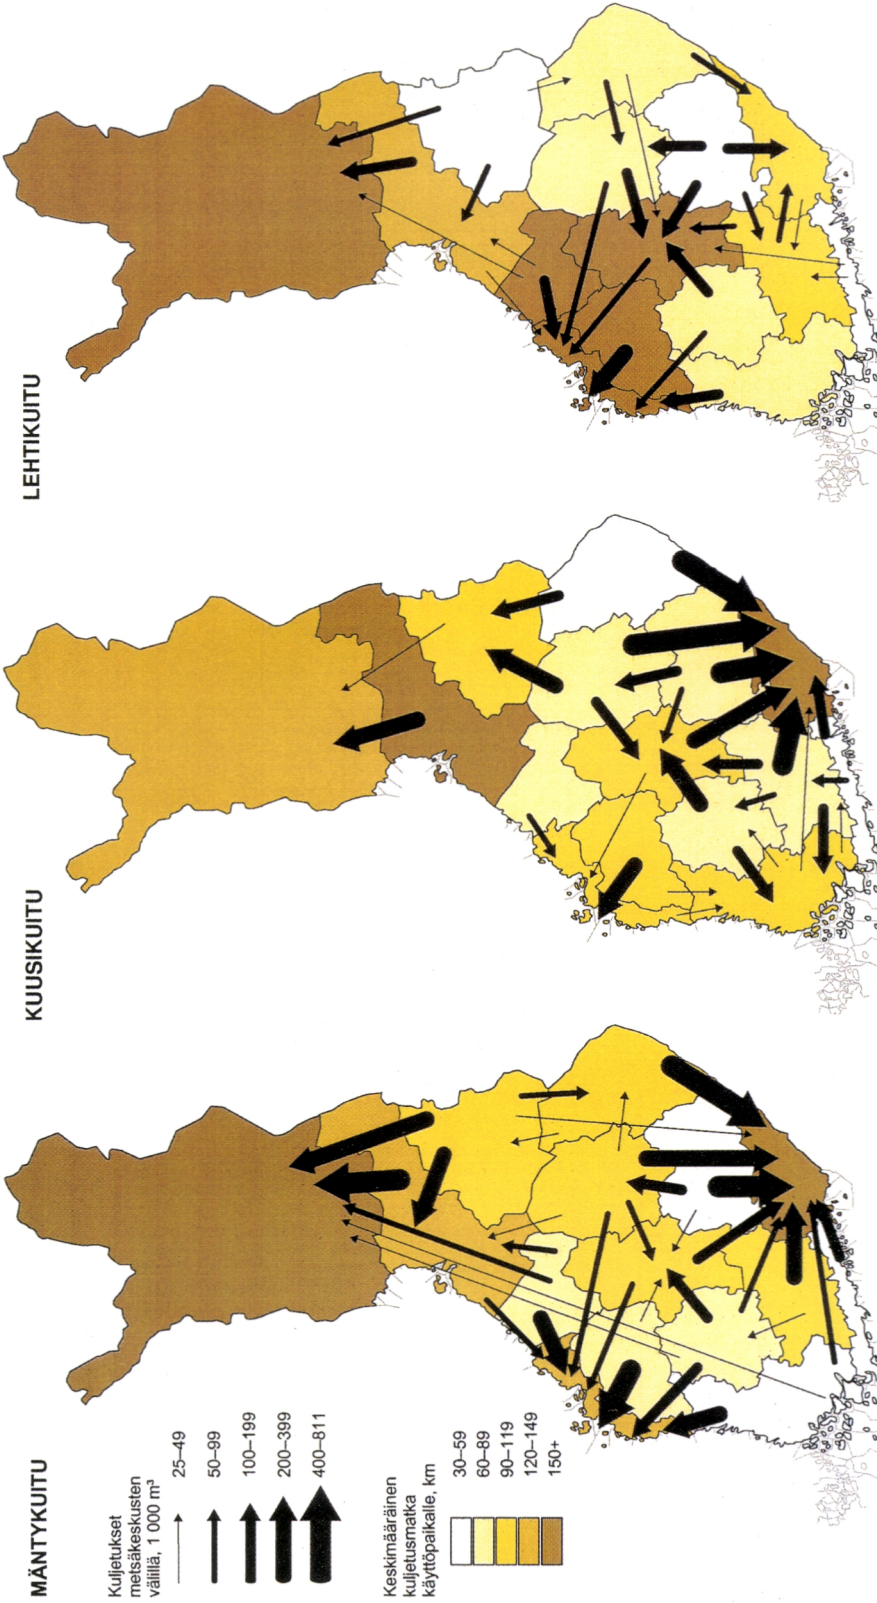 MÄNTYKUITU
KUUSIKUITU
LEHTIKUITU
Kuljetukset
metsäkeskusten
välillä, 1 000 m³
25–49
50–99
100–199
200–399
400–811
Keskimääräinen
kuljetusmatka
käyttöpaikalle, km
30–59
60–89
90–119
120–149
150+